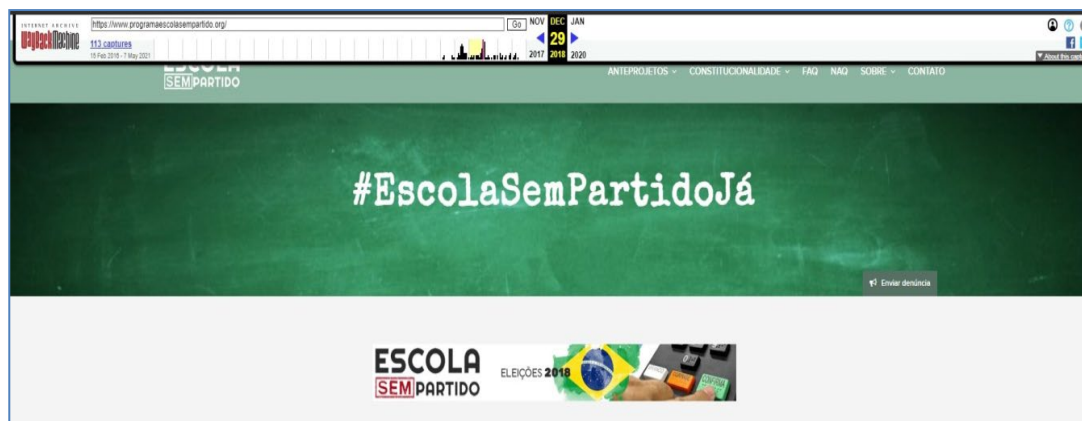 INTERNET ARCHIVE
WayBackMachine
https://www.programaescolasempartido.org/
Go
NOV DEC JAN
113 captures
29
15 Feb 2016 - 7 May 2021
2017 2018 2020
About this capture
ESCOLA
SEM PARTIDO
ANTEPROJETOS CONSTITUCIONALIDADE FAQ NAQ SOBRE CONTATO
#EscolaSemPartidoJá
Enviar denúncia
ESCOLA
SEM PARTIDO
ELEIÇÕES 2018
CONFIRMA